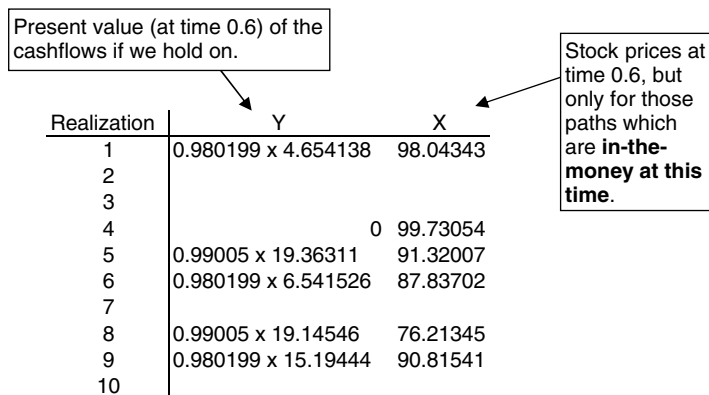 Present value (at time 0.6) of the
cashflows if we hold on.
Stock prices at
time 0.6, but
only for those
paths which
are in-the-
money at this
time.
Realization Y X
1 0.980199 x 4.654138 98.04343
2
3
4 0 99.73054
5 0.99005 x 19.36311 91.32007
6 0.980199 x 6.541526 87.83702
7
8 0.99005 x 19.14546 76.21345
9 0.980199 x 15.19444 90.81541
10